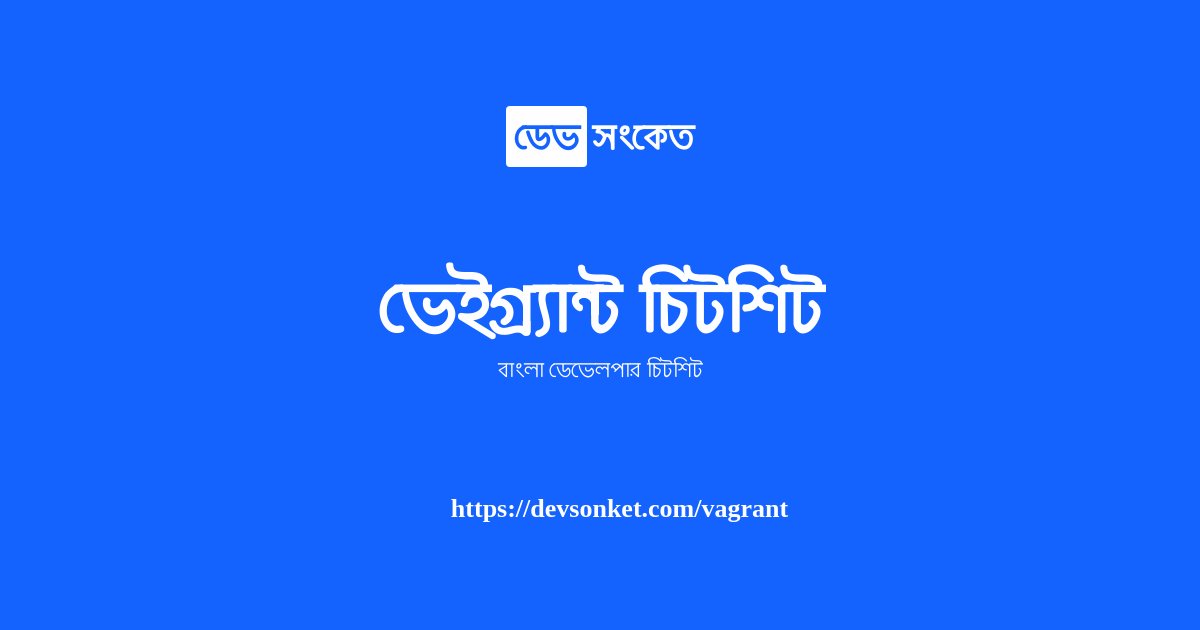 ডেভ সংকেত
ভেইগ্র্যান্ট চিটশিট
বাংলা ডেভেলপার চিটশিট
https://devsonket.com/vagrant